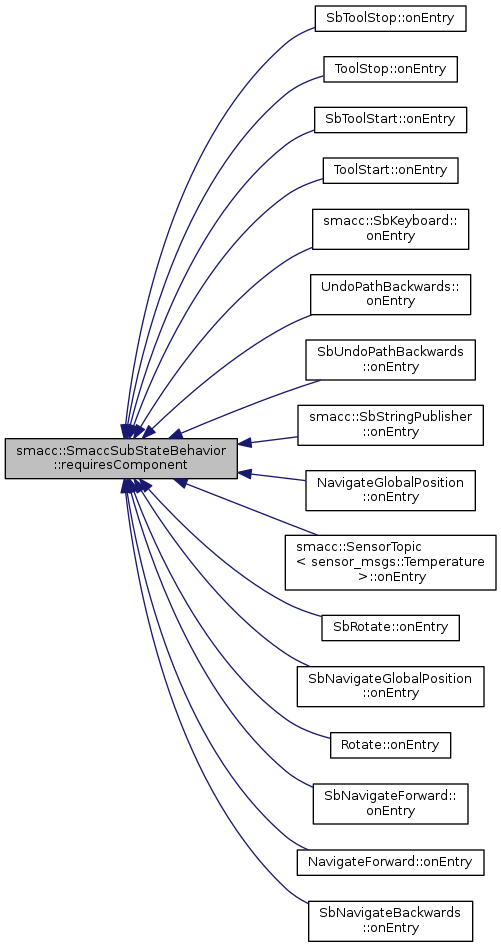 SbToolStop::onEntry
ToolStop::onEntry
SbToolStart::onEntry
ToolStart::onEntry
smacc::SbKeyboard::
onEntry
UndoPathBackwards::
onEntry
SbUndoPathBackwards
::onEntry
smacc::SbStringPublisher
::onEntry
smacc::SmaccSubStateBehavior
::requiresComponent
NavigateGlobalPosition
::onEntry
smacc::SensorTopic
< sensor_msgs::Temperature
>::onEntry
SbRotate::onEntry
SbNavigateGlobalPosition
::onEntry
Rotate::onEntry
SbNavigateForward::
onEntry
NavigateForward::onEntry
SbNavigateBackwards
::onEntry